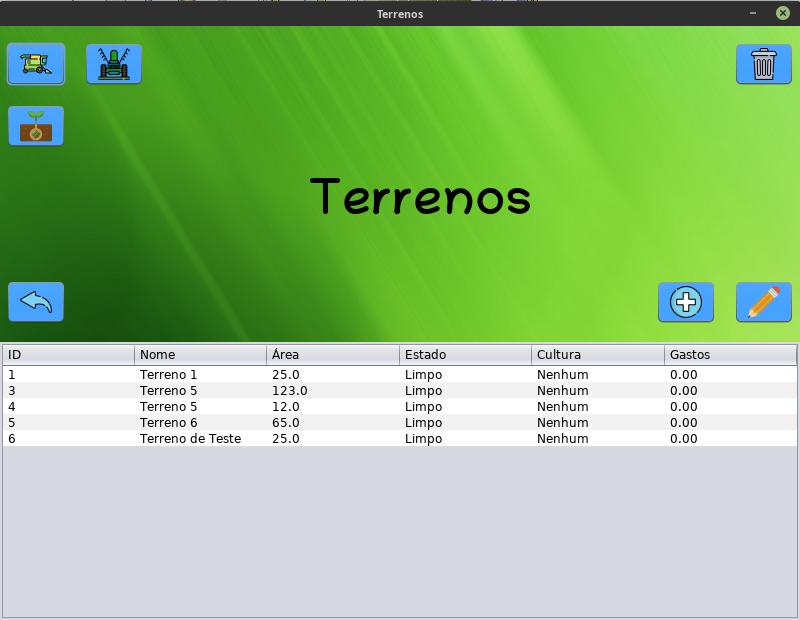 Terrenos
Terrenos
ID Nome Área Estado Cultura Gastos
1 Terreno 1 25.0 Limpo Nenhum 0.00
3 Terreno 5 123.0 Limpo Nenhum 0.00
4 Terreno 5 12.0 Limpo Nenhum 0.00
5 Terreno 6 65.0 Limpo Nenhum 0.00
6 Terreno de Teste 25.0 Limpo Nenhum 0.00